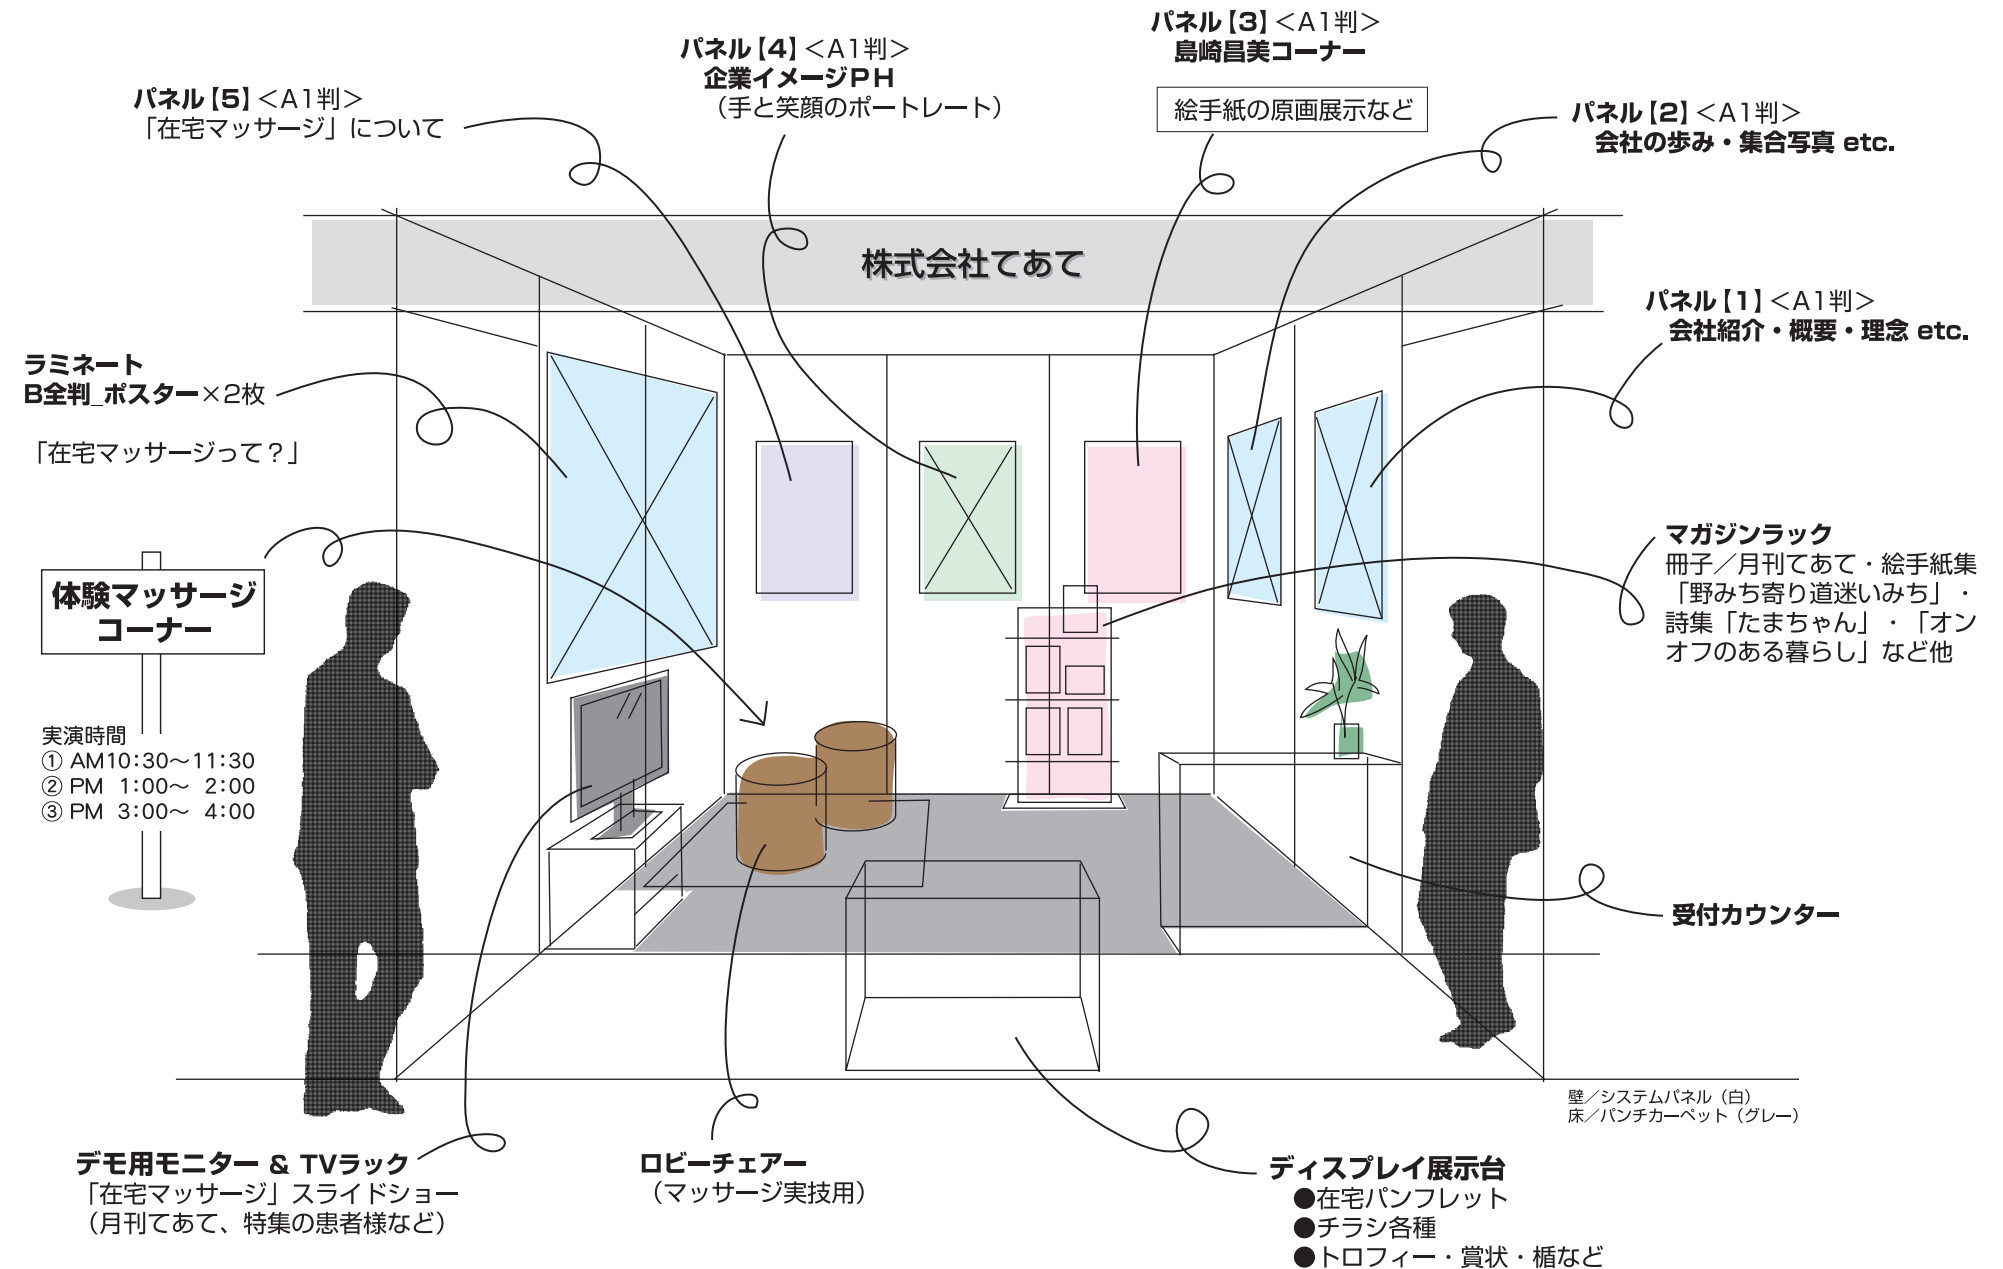 パネル【3】＜A1判＞
島崎昌美コーナー
絵手紙の原画展示など
パネル【4】＜A1判＞
企業イメージPH
（手と笑顔のポートレート）
パネル【5】＜A1判＞
「在宅マッサージ」について
パネル【2】＜A1判＞
会社の歩み・集合写真 etc.
株式会社てあて
パネル【1】＜A1判＞
会社紹介・概要・理念 etc.
ラミネート
B全判_ポスター×2枚
「在宅マッサージって？」
マガジンラック
冊子／月刊てあて・絵手紙集
「野みち寄り道迷いみち」・
詩集「たまちゃん」・「オン
オフのある暮らし」など他
体験マッサージ
コーナー
実演時間
① AM10:30〜11:30
② PM 1:00〜 2:00
③ PM 3:00〜 4:00
受付カウンター
壁／システムパネル（白）
床／パンチカーペット（グレー）
デモ用モニター & TVラック
「在宅マッサージ」スライドショー
（月刊てあて、特集の患者様など）
ロビーチェアー
（マッサージ実技用）
ディスプレイ展示台
●在宅パンフレット
●チラシ各種
●トロフィー・賞状・楯など